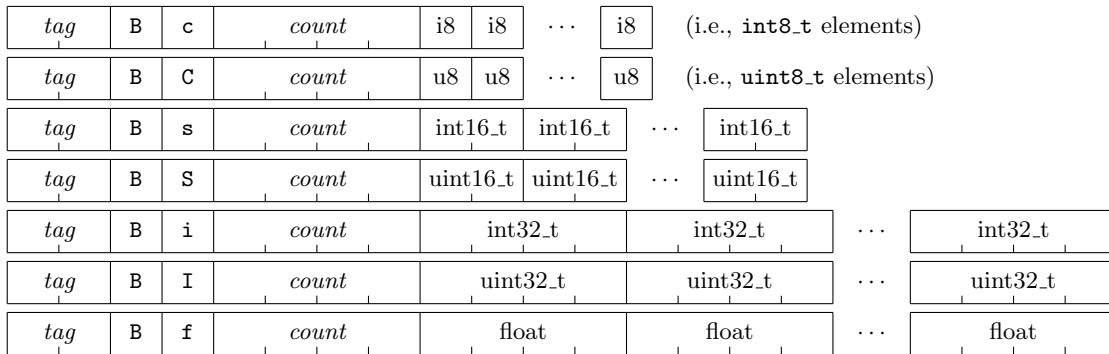 tag B c count i8 i8 ··· i8 (i.e., int8_t elements)
tag B C count u8 u8 ··· u8 (i.e., uint8_t elements)
tag B s count int16_t int16_t ··· int16_t
tag B S count uint16_t uint16_t ··· uint16_t
tag B i count int32_t int32_t ··· int32_t
tag B I count uint32_t uint32_t ··· uint32_t
tag B f count float float ··· float